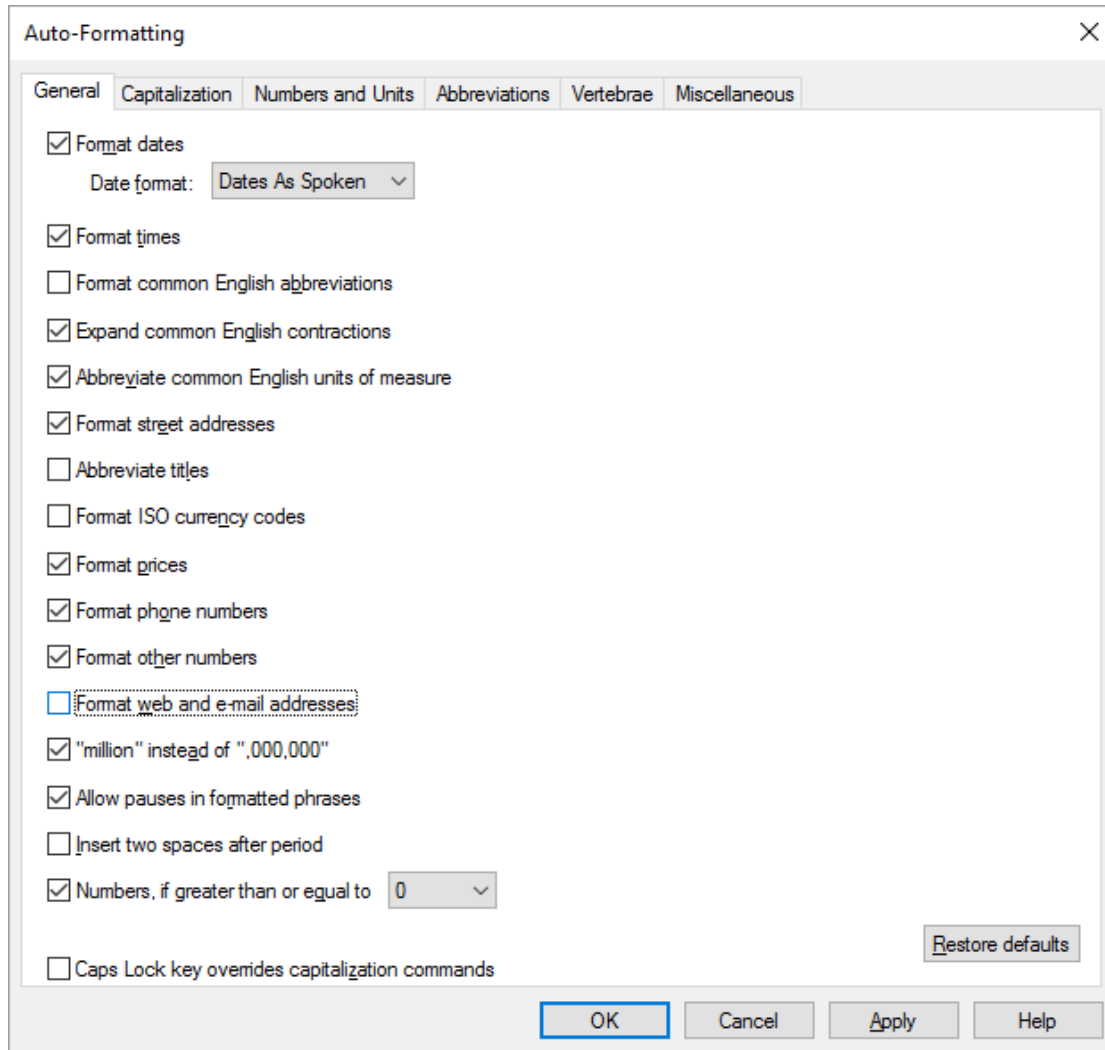 Auto-Formatting
General Capitalization Numbers and Units Abbreviations Vertebrae Miscellaneous
Format dates
Date format: Dates As Spoken
Format times
Format common English abbreviations
Expand common English contractions
Abbreviate common English units of measure
Format street addresses
Abbreviate titles
Format ISO currency codes
Format prices
Format phone numbers
Format other numbers
Format web and e-mail addresses
"million" instead of ",000,000"
Allow pauses in formatted phrases
Insert two spaces after period
Numbers, if greater than or equal to 0
Restore defaults
Caps Lock key overrides capitalization commands
OK Cancel Apply Help